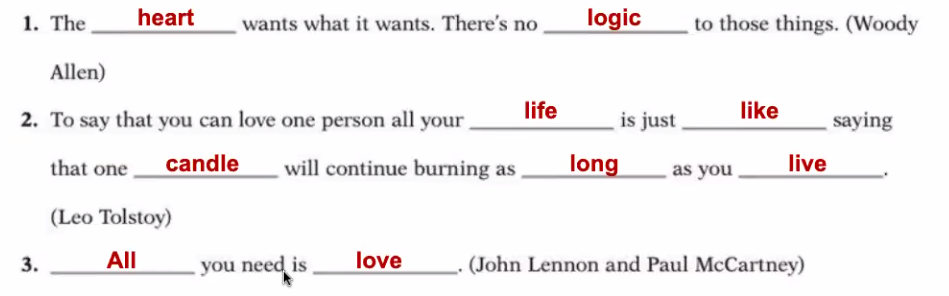 1. The heart wants what it wants. There's no logic to those things. (Woody
Allen)
2. To say that you can love one person all your life is just like saying
that one candle will continue burning as long as you live.
(Leo Tolstoy)
3. All you need is love. (John Lennon and Paul McCartney)